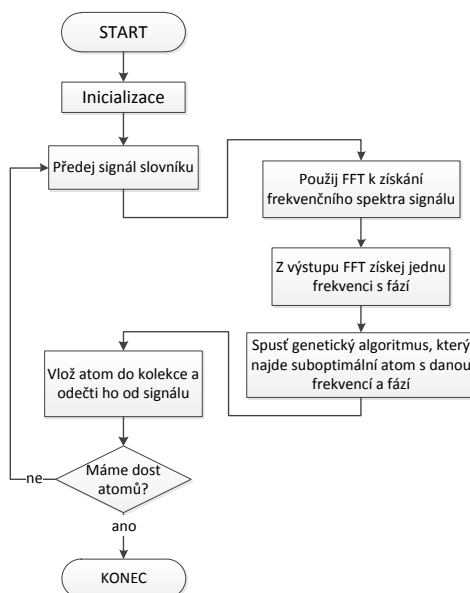 START
Inicializace
Předej signál slovníku
Použij FFT k získání
frekvenčního spektra signálu
Z výstupu FFT získej jednu
frekvenci s fází
Spusť genetický algoritmus, který
najde suboptimální atom s danou
frekvencí a fází
Vlož atom do kolekce a
odečti ho od signálu
Máme dost
atomů?
ne
ano
KONEC